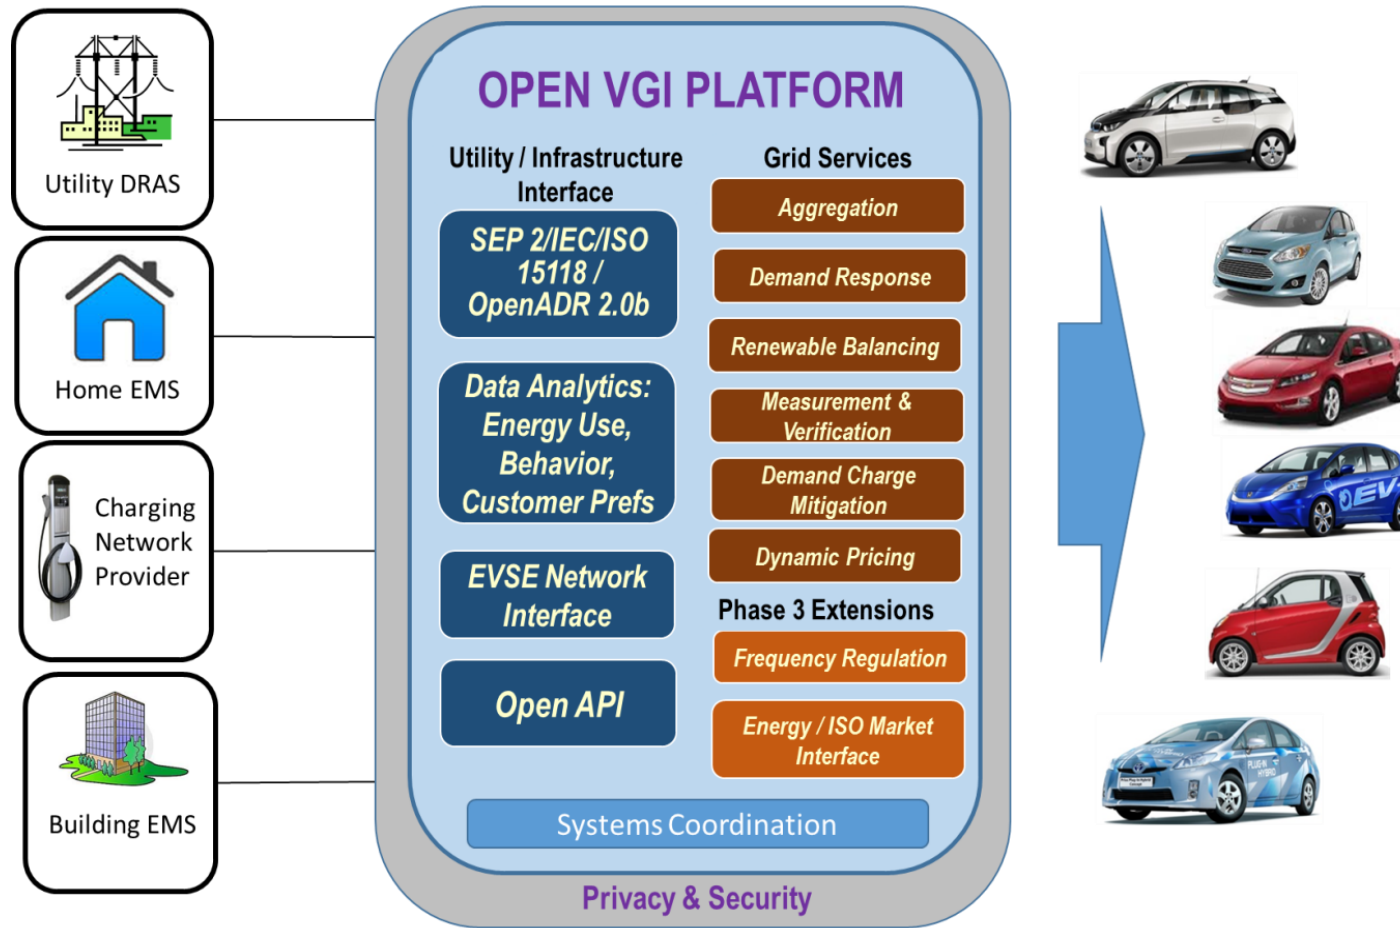 Utility DRAS
Home EMS
Charging
Network
Provider
Building EMS
OPEN VGI PLATFORM
Utility / Infrastructure
Interface
SEP 2/IEC/ISO
15118 /
OpenADR 2.0b
Data Analytics:
Energy Use,
Behavior,
Customer Prefs
EVSE Network
Interface
Open API
Grid Services
Aggregation
Demand Response
Renewable Balancing
Measurement &
Verification
Demand Charge
Mitigation
Dynamic Pricing
Phase 3 Extensions
Frequency Regulation
Energy / ISO Market
Interface
Systems Coordination
Privacy & Security
EV
PLUG-IN
HYBRID